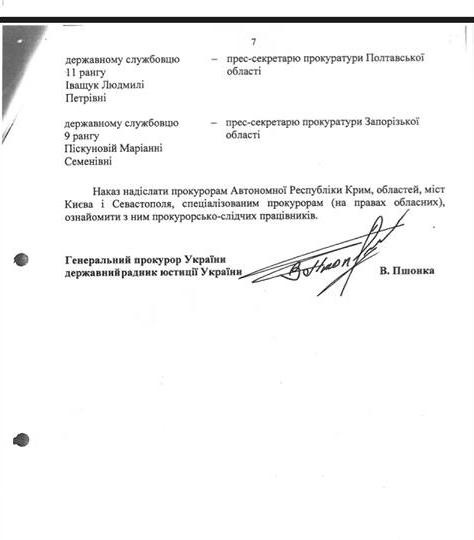 7
державному службовцю – прес-секретарю прокуратури Полтавської
11 рангу області
Іващук Людмилі
Петрівні
державному службовцю – прес-секретарю прокуратури Запорізької
9 рангу області
Піскуновій Маріанні
Семенівні
Наказ надіслати прокурорам Автономної Республіки Крим, областей, міст
Києва і Севастополя, спеціалізованим прокурорам (на правах обласних),
ознайомити з ним прокурорсько-слідчих працівників.
Генеральний прокурор України
державний радник юстиції України В. Пшонка